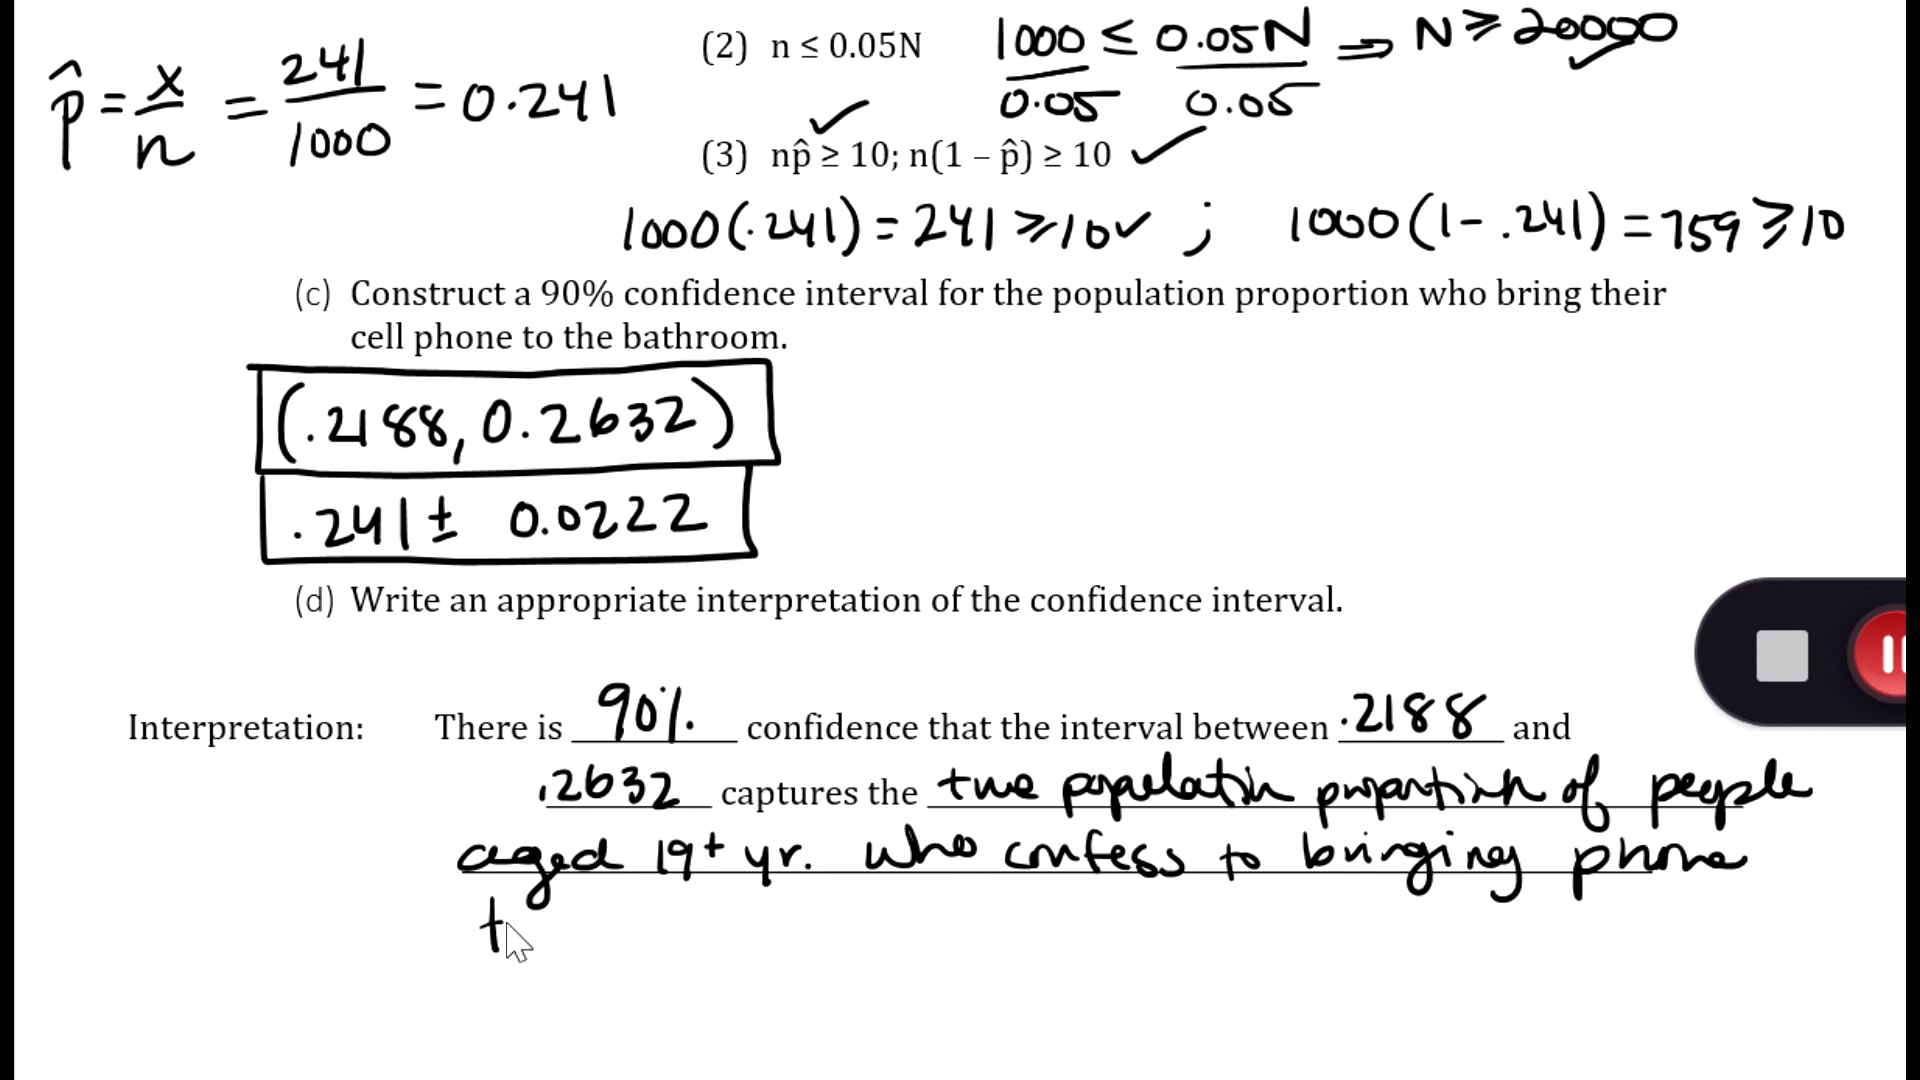 p̂ = x/n = 241/1000 = 0.241
(2) n ≤ 0.05N 1000/0.05 ≤ 0.05N/0.05 ⇒ N ≥ 20000 ✓
✓
(3) np̂ ≥ 10; n(1 – p̂) ≥ 10 ✓
1000(.241) = 241 ≥ 10 ✓ ; 1000(1 - .241) = 759 ≥ 10
(c) Construct a 90% confidence interval for the population proportion who bring their
cell phone to the bathroom.
(.2188, 0.2632)
.241 ± 0.0222
(d) Write an appropriate interpretation of the confidence interval.
Interpretation: There is 90% confidence that the interval between .2188 and
.2632 captures the true population proportion of people
aged 19+ yr. who confess to bringing phone
t